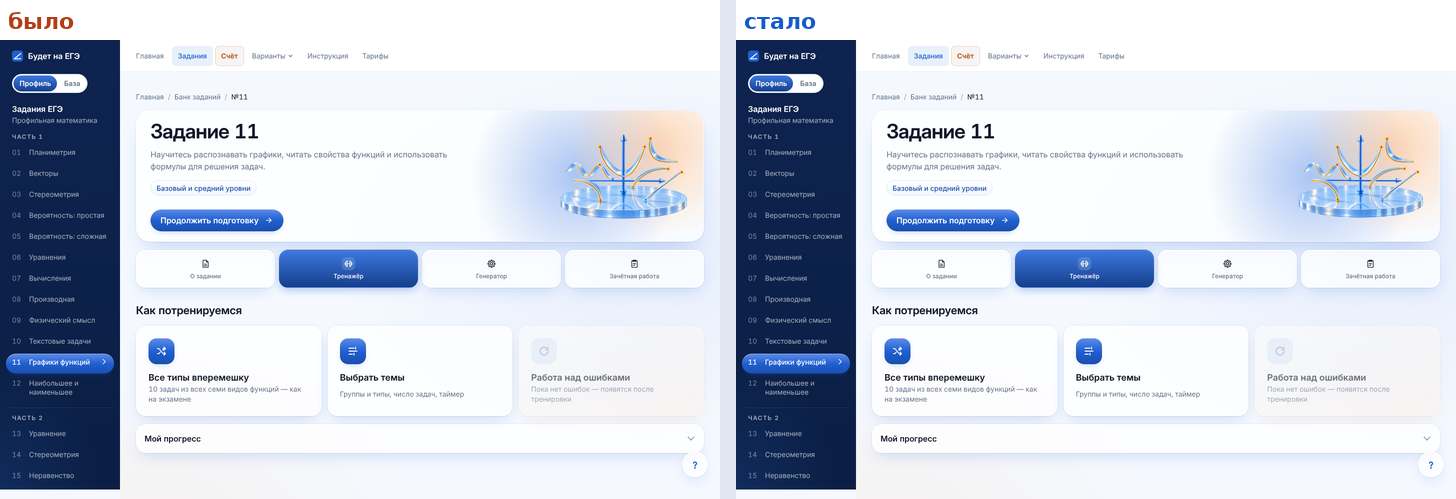 было
Будет на ЕГЭ
Профиль База
Задания ЕГЭ
Профильная математика
ЧАСТЬ 1
01 Планиметрия
02 Векторы
03 Стереометрия
04 Вероятность: простая
05 Вероятность: сложная
06 Уравнения
07 Вычисления
08 Производная
09 Физический смысл
10 Текстовые задачи
11 Графики функций
12 Наибольшее и
наименьшее
ЧАСТЬ 2
13 Уравнение
14 Стереометрия
15 Неравенство
Главная Задания Счёт Варианты Инструкция Тарифы
Главная / Банк заданий / №11
Задание 11
Научитесь распознавать графики, читать свойства функций и использовать
формулы для решения задач.
Базовый и средний уровни
Продолжить подготовку →
О задании Тренажёр Генератор Зачётная работа
Как потренируемся
Все типы вперемешку
10 задач из всех семи видов функций — как
на экзамене
Выбрать темы
Группы и типы, число задач, таймер
Работа над ошибками
Пока нет ошибок — появятся после
тренировки
Мой прогресс
?
стало
Будет на ЕГЭ
Профиль База
Задания ЕГЭ
Профильная математика
ЧАСТЬ 1
01 Планиметрия
02 Векторы
03 Стереометрия
04 Вероятность: простая
05 Вероятность: сложная
06 Уравнения
07 Вычисления
08 Производная
09 Физический смысл
10 Текстовые задачи
11 Графики функций
12 Наибольшее и
наименьшее
ЧАСТЬ 2
13 Уравнение
14 Стереометрия
15 Неравенство
Главная Задания Счёт Варианты Инструкция Тарифы
Главная / Банк заданий / №11
Задание 11
Научитесь распознавать графики, читать свойства функций и использовать
формулы для решения задач.
Базовый и средний уровни
Продолжить подготовку →
О задании Тренажёр Генератор Зачётная работа
Как потренируемся
Все типы вперемешку
10 задач из всех семи видов функций — как
на экзамене
Выбрать темы
Группы и типы, число задач, таймер
Работа над ошибками
Пока нет ошибок — появятся после
тренировки
Мой прогресс
?